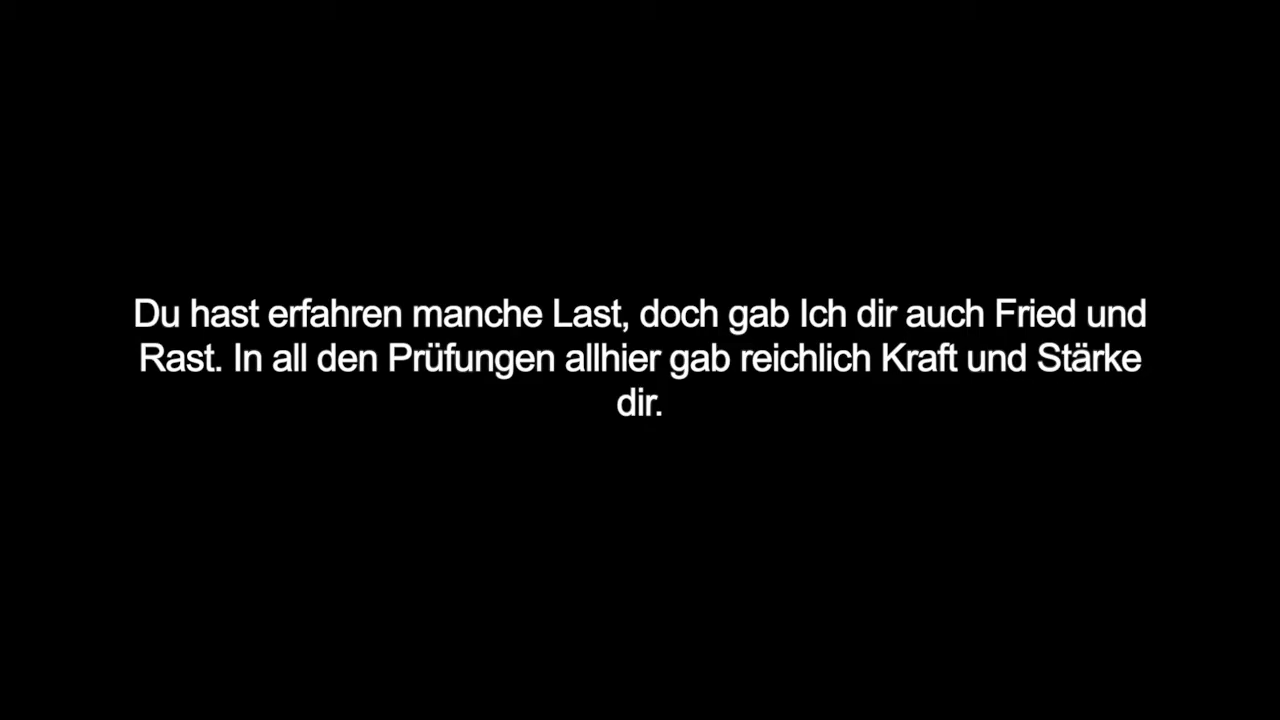 Du hast erfahren manche Last, doch gab Ich dir auch Fried und
Rast. In all den Prüfungen allhier gab reichlich Kraft und Stärke
dir.